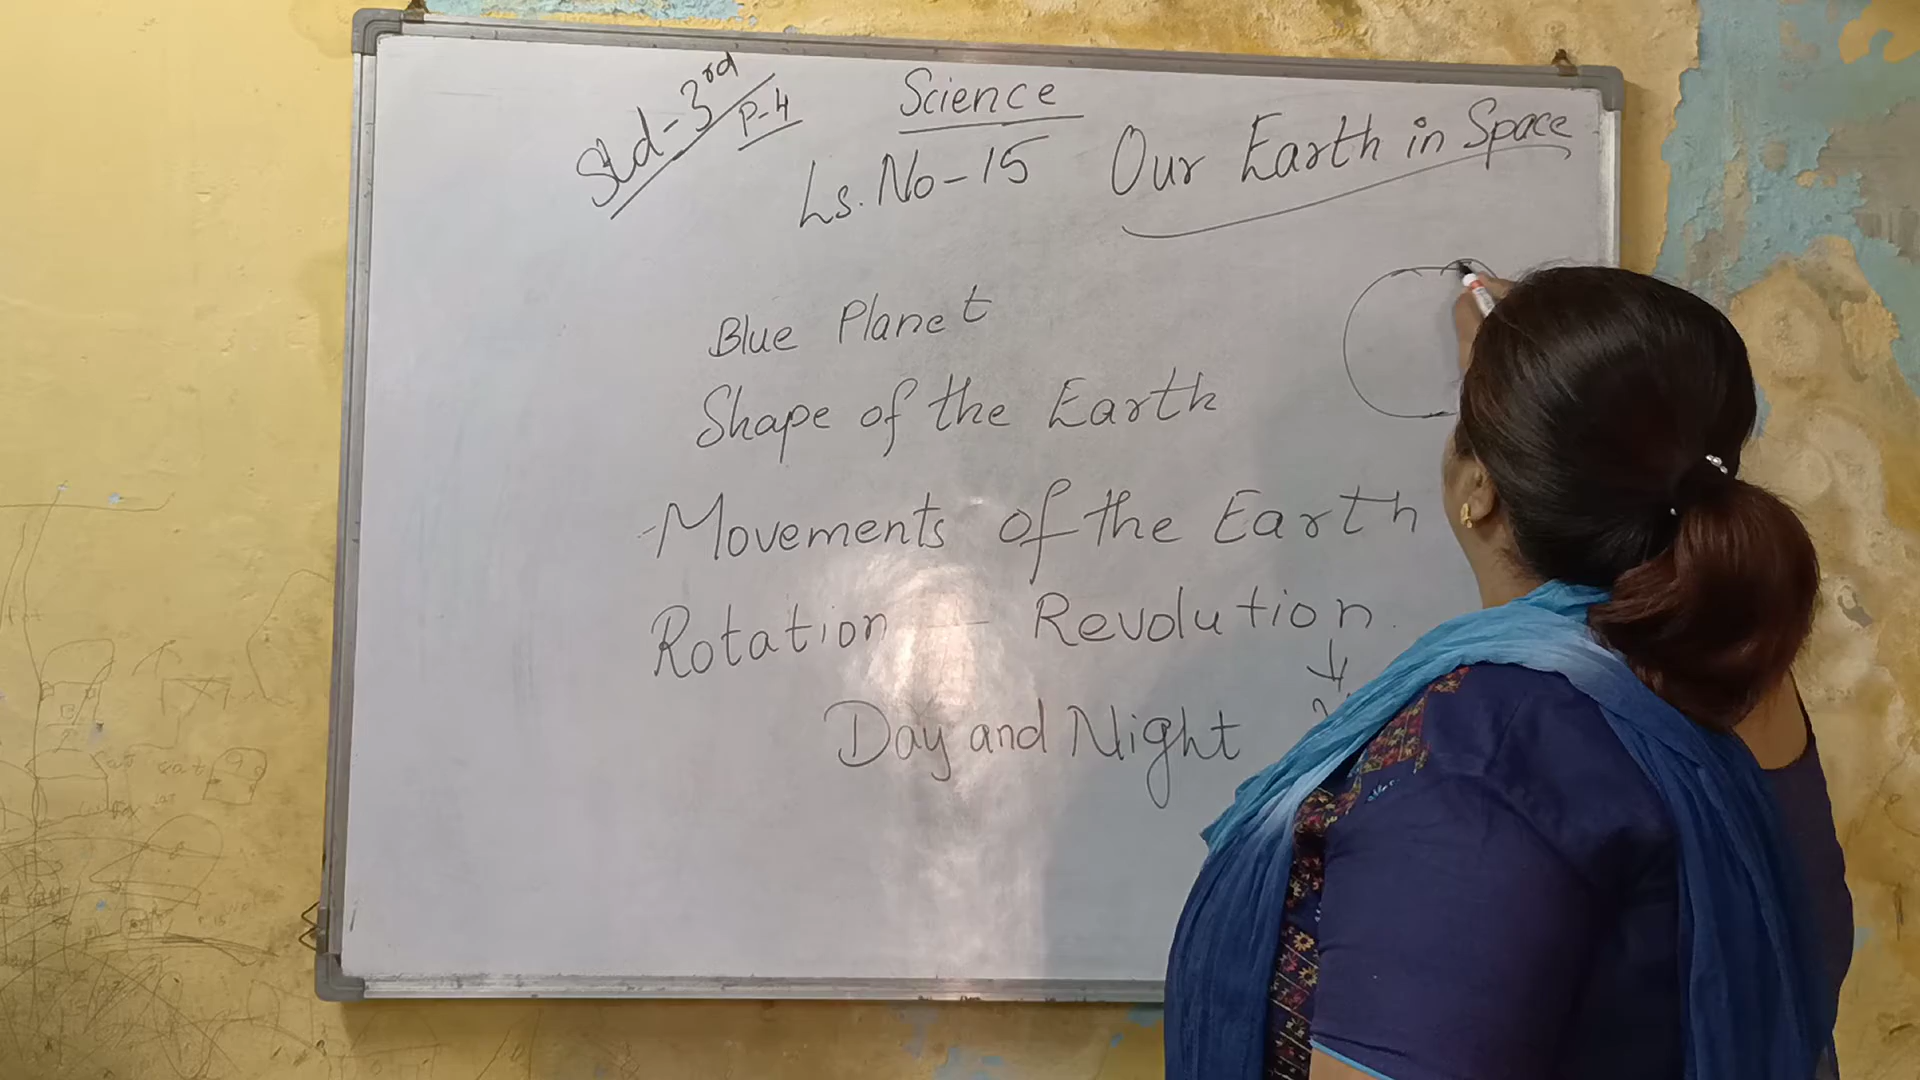 Std-3rd
P-4
Science
Ls. No-15 Our Earth in Space
Blue Planet
Shape of the Earth
Movements of the Earth
Rotation — Revolution
↓
Day and Night